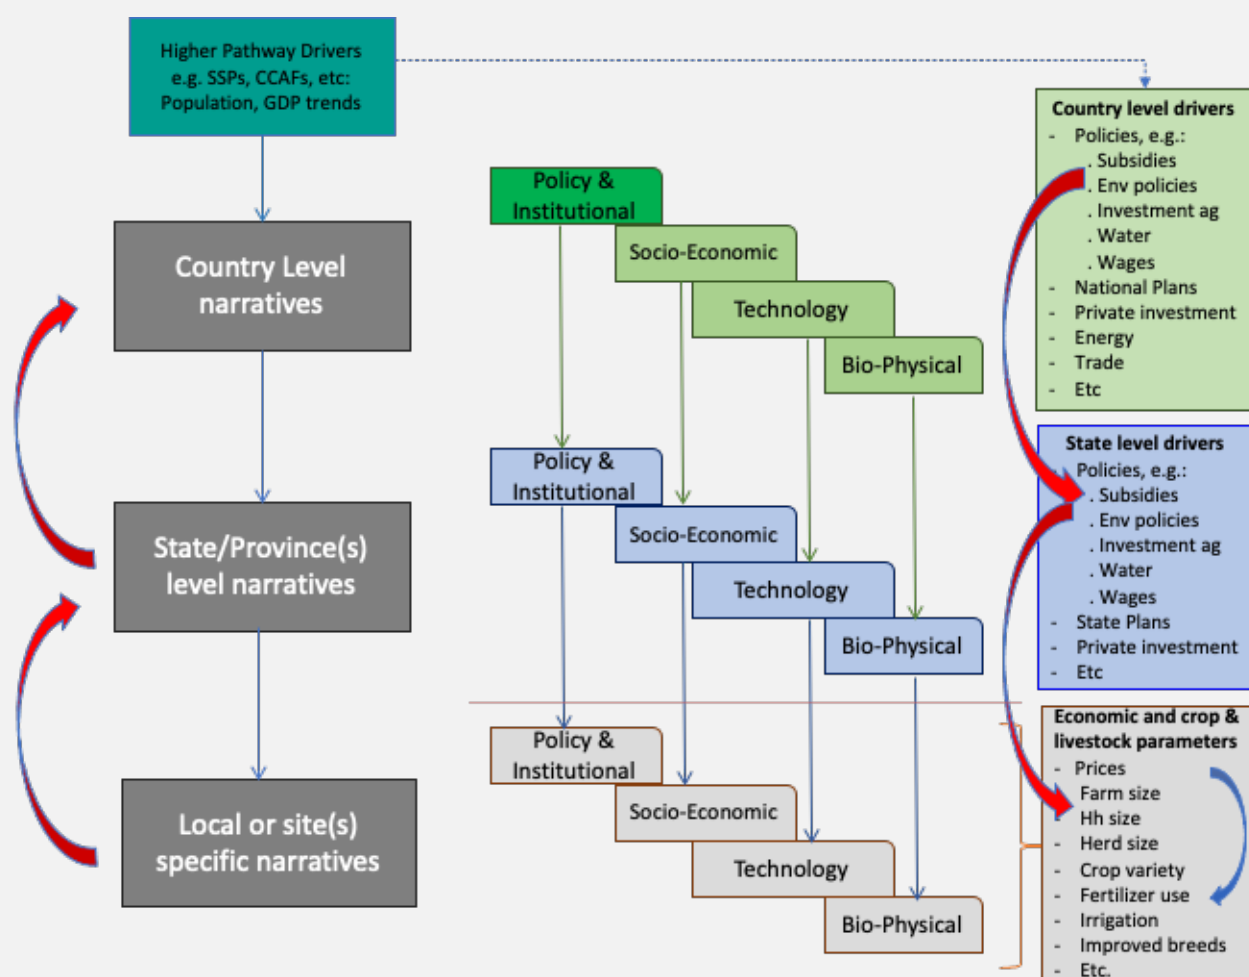 Higher Pathway Drivers
e.g. SSPs, CCAFs, etc:
Population, GDP trends
Country Level
narratives
State/Province(s)
level narratives
Local or site(s)
specific narratives
Policy &
Institutional
Socio-Economic
Technology
Bio-Physical
Policy &
Institutional
Socio-Economic
Technology
Bio-Physical
Policy &
Institutional
Socio-Economic
Technology
Bio-Physical
Country level drivers
- Policies, e.g.:
. Subsidies
. Env policies
. Investment ag
. Water
. Wages
- National Plans
- Private investment
- Energy
- Trade
- Etc
State level drivers
- Policies, e.g.:
. Subsidies
. Env policies
. Investment ag
. Water
. Wages
- State Plans
- Private investment
- Etc
Economic and crop &
livestock parameters
- Prices
Farm size
- Hh size
- Herd size
- Crop variety
- Fertilizer use
- Irrigation
- Improved breeds
- Etc.